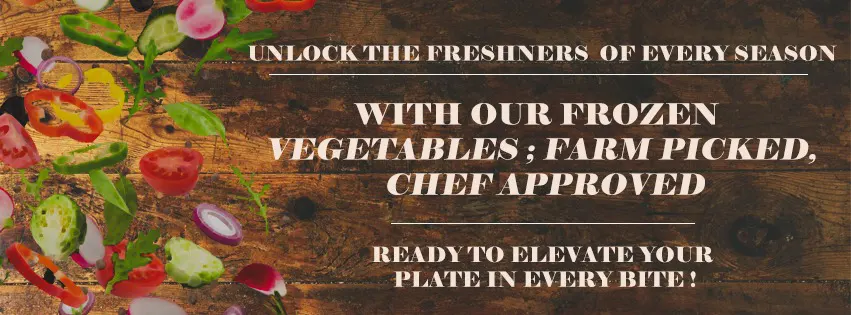 UNLOCK THE FRESHNERS OF EVERY SEASON
WITH OUR FROZEN
VEGETABLES ; FARM PICKED,
CHEF APPROVED
READY TO ELEVATE YOUR
PLATE IN EVERY BITE !